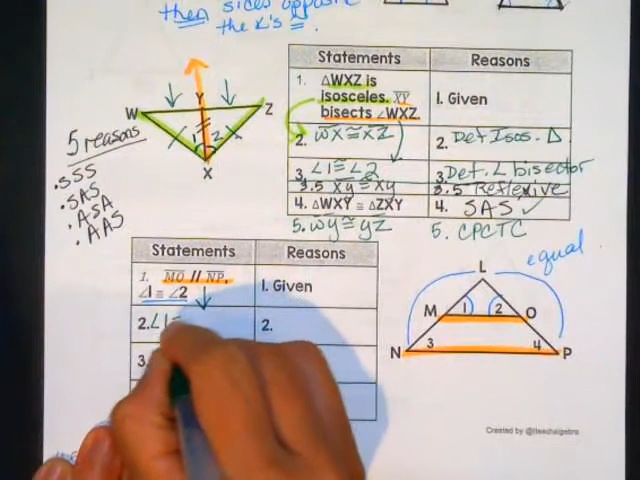 then sides opposite
the ∠'s ≅.
5 reasons
.SSS
.SAS
.ASA
.AAS
W
Y
Z
1
2
X
Statements
Reasons
1. △WXZ is
isosceles. XY
bisects ∠WXZ.
1. Given
2. WX ≅ XZ
2. Def Isos. △
3. ∠1 ≅ ∠2
3. Def. ∠ bisector
3.5 XY ≅ XY
3.5 Reflexive
4. △WXY ≅ △ZXY
4. SAS ✓
5. WY ≅ YZ
5. CPCTC
Statements
Reasons
1. MO // NP.
∠1 ≅ ∠2
1. Given
2. ∠1≅
2.
3.
equal
L
M
1
2
O
N
3
4
P
Created by @iteachalgebra